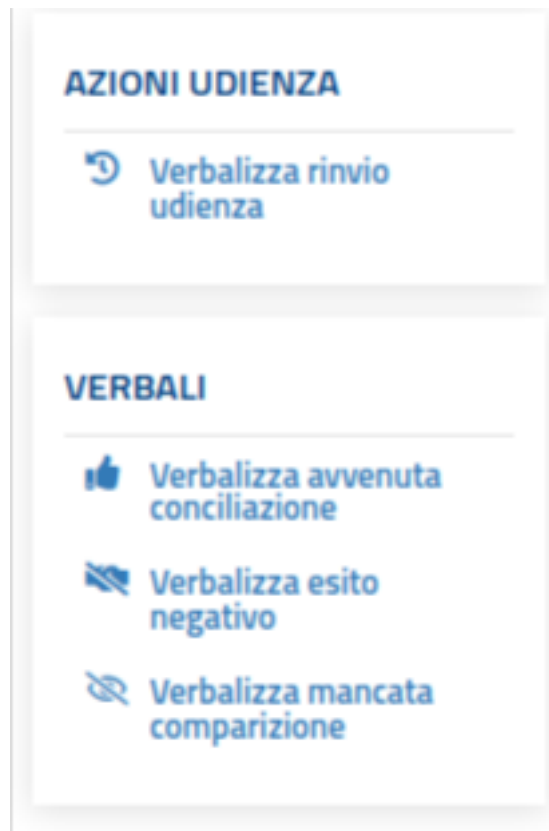 AZIONI UDIENZA
Verbalizza rinvio
udienza
VERBALI
Verbalizza avvenuta
conciliazione
Verbalizza esito
negativo
Verbalizza mancata
comparizione